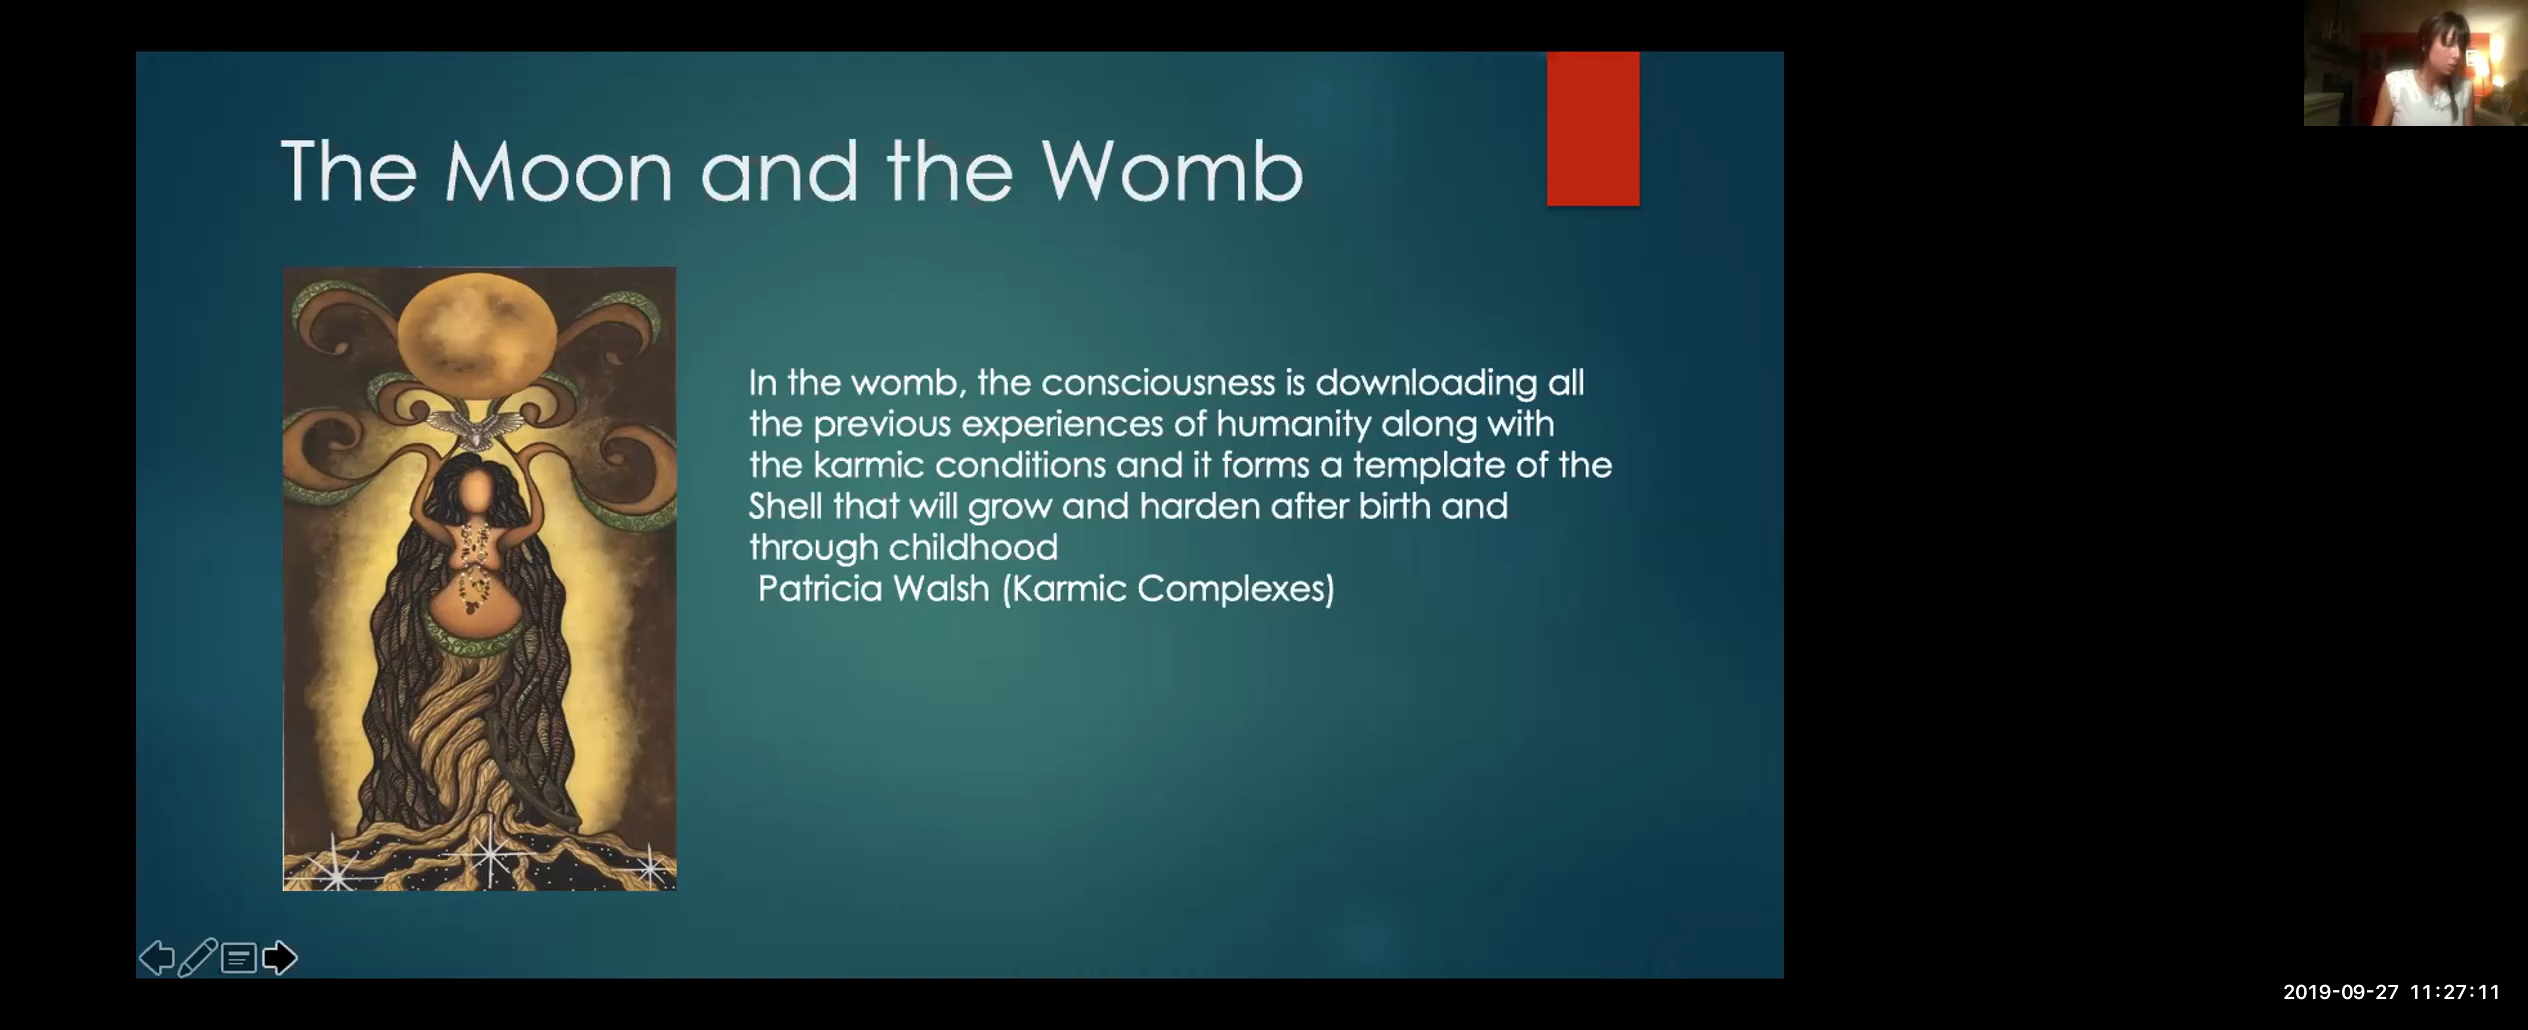 The Moon and the Womb
In the womb, the consciousness is downloading all
the previous experiences of humanity along with
the karmic conditions and it forms a template of the
Shell that will grow and harden after birth and
through childhood
Patricia Walsh (Karmic Complexes)
2019-09-27 11:27:11